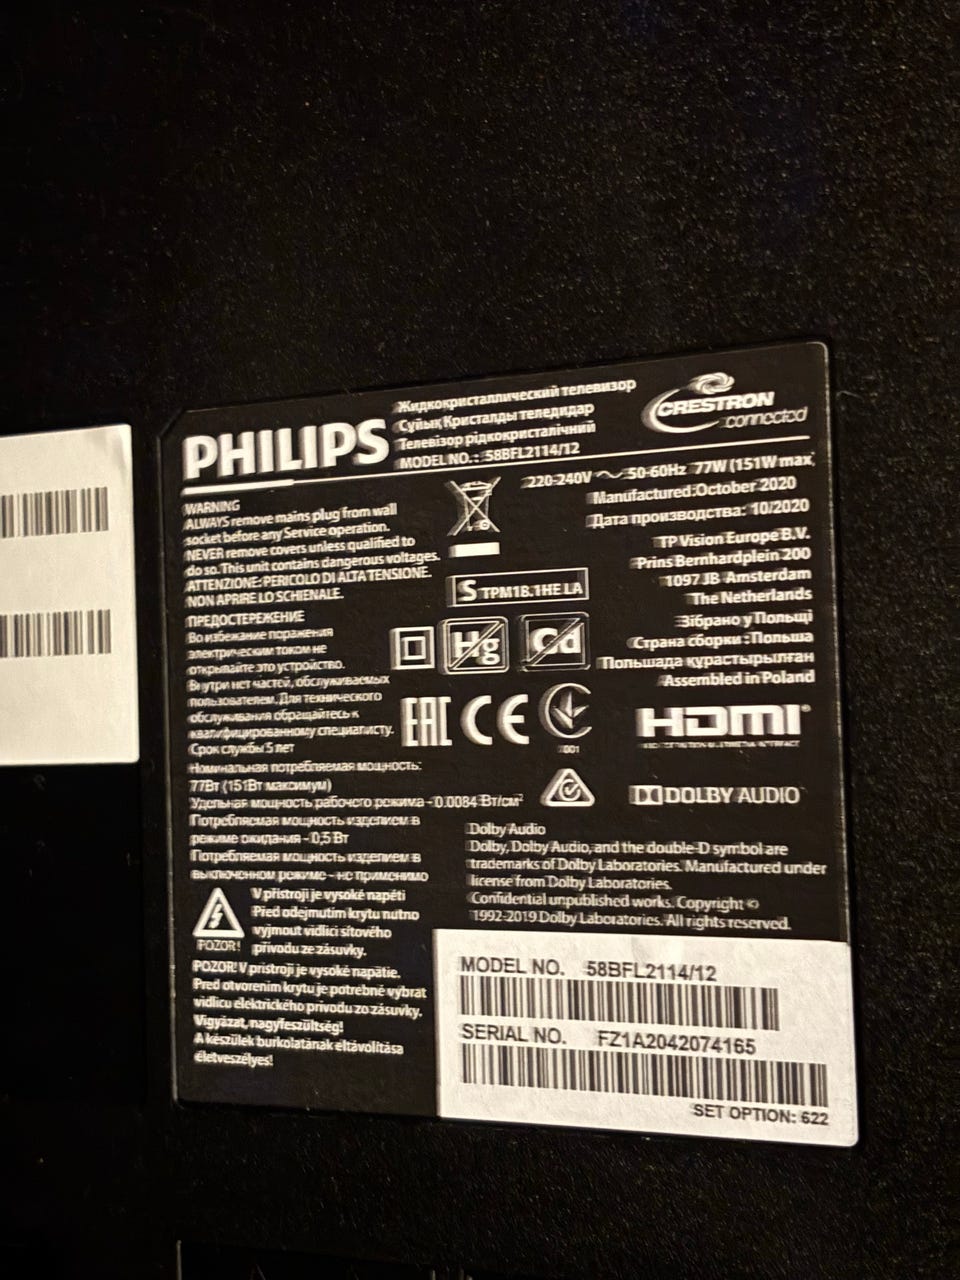 PHILIPS
Жидкокристаллический телевизор
Сұйық Кристалды теледидар
Телевізор рідкокристалічний
MODEL NO.: 58BFL2114/12
CRESTRON
connected
220-240V ~ 50-60Hz 77W (151W max)
Manufactured:October 2020
Дата производства: 10/2020
TP Vision Europe B.V.
Prins Bernhardplein 200
1097 JB Amsterdam
The Netherlands
Зібрано у Польщі
Страна сборки : Польша
Польшада құрастырылған
Assembled in Poland
WARNING
ALWAYS remove mains plug from wall
socket before any Service operation.
NEVER remove covers unless qualified to
do so. This unit contains dangerous voltages.
ATTENZIONE: PERICOLO DI ALTA TENSIONE.
NON APRIRE LO SCHIENALE.
ПРЕДОСТЕРЕЖЕНИЕ
Во избежание поражения
электрическим током не
открывайте это устройство.
Внутри нет частей, обслуживаемых
пользователем. Для технического
обслуживания обращайтесь к
квалифицированному специалисту.
Срок службы 5 лет
Номинальная потребляемая мощность:
77Вт (151Вт максимум)
Удельная мощность рабочего режима - 0.0084 Вт/см²
Потребляемая мощность изделием в
режиме ожидания - 0,5 Вт
Потребляемая мощность изделием в
выключенном режиме - не применимо
S TPM18.1HE LA
Hg
Cd
EAC CE
001
HDMI®
DOLBY AUDIO
Dolby Audio
Dolby, Dolby Audio, and the double-D symbol are
trademarks of Dolby Laboratories. Manufactured under
license from Dolby Laboratories.
Confidential unpublished works. Copyright ©
1992-2019 Dolby Laboratories. All rights reserved.
POZOR!
V přístroji je vysoké napětí
Před odejmutím krytu nutno
vyjmout vidlici síťového
přívodu ze zásuvky.
POZOR! V prístroji je vysoké napätie.
Pred otvorením krytu je potrebné vybrať
vidlicu elektrického prívodu zo zásuvky.
Vigyázat, nagyfeszültség!
A készülék burkolatának eltávolítása
életveszélyes!
MODEL NO. 58BFL2114/12
SERIAL NO. FZ1A2042074165
SET OPTION: 622